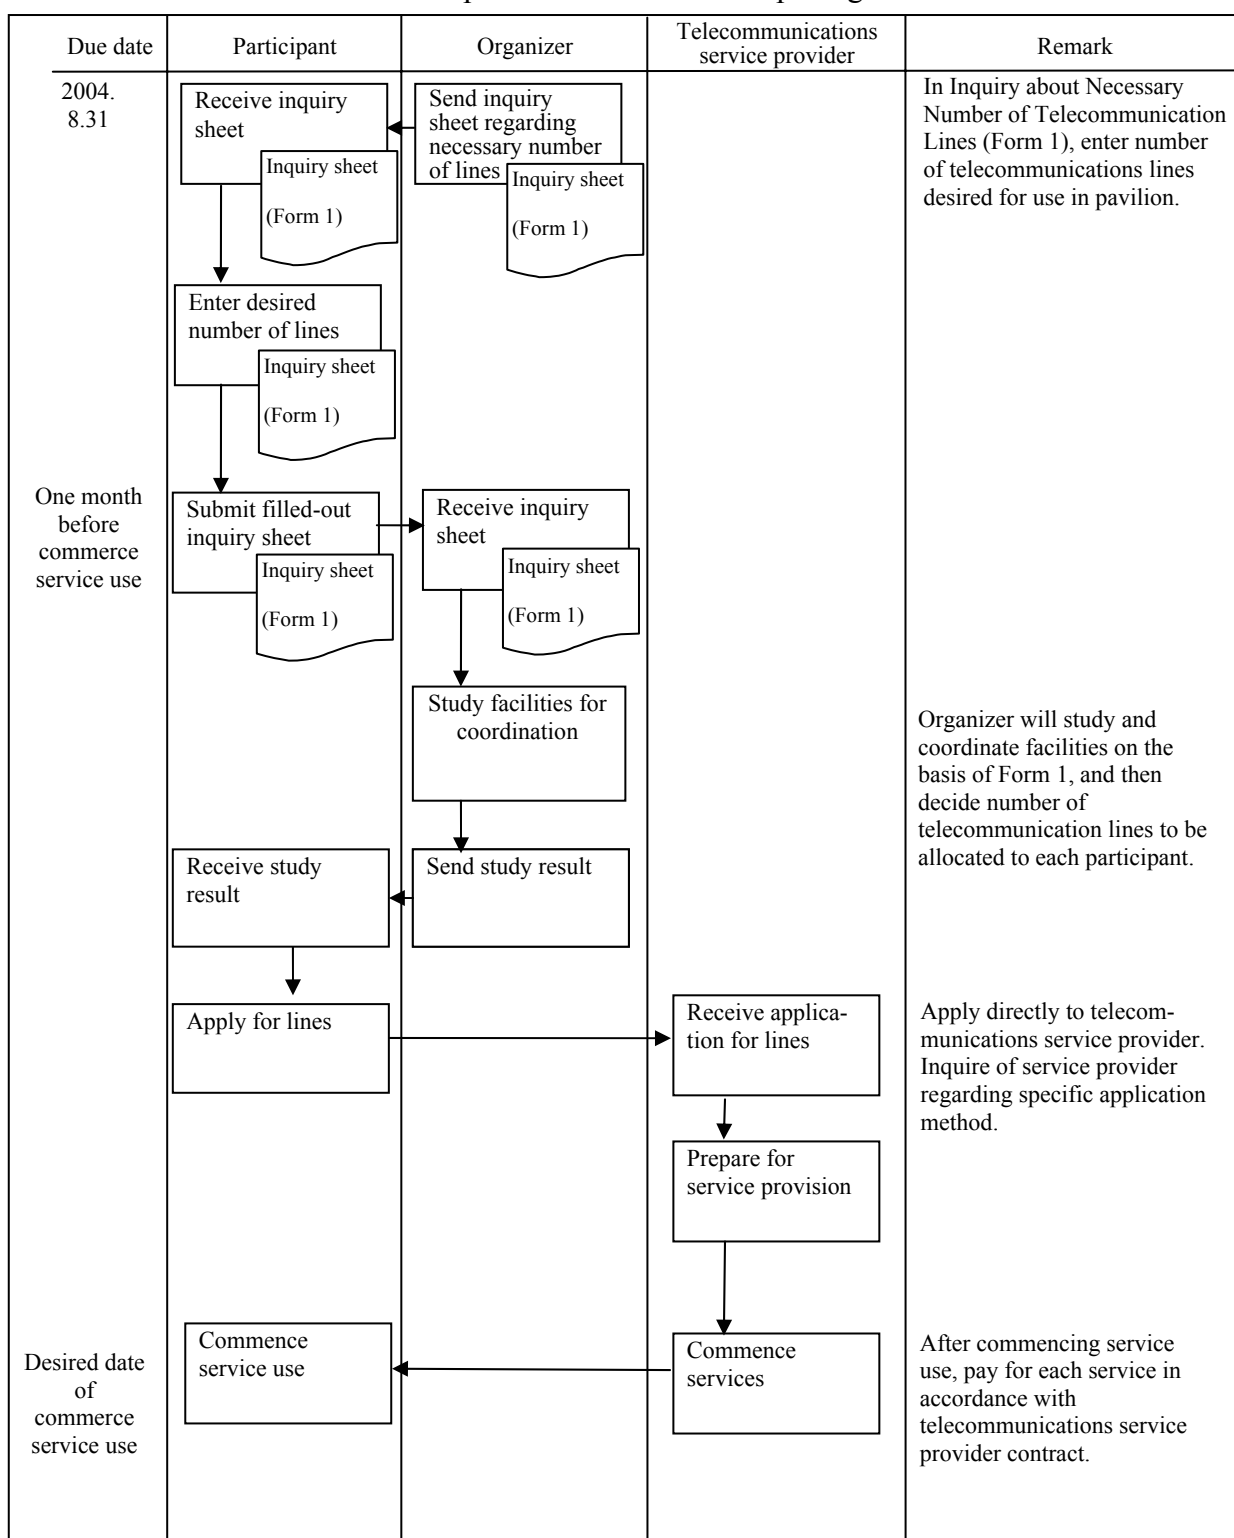 Due date
Participant
Organizer
Telecommunications
service provider
Remark
2004.
8.31
Receive inquiry
sheet
Inquiry sheet
(Form 1)
Send inquiry
sheet regarding
necessary number
of lines
Inquiry sheet
(Form 1)
In Inquiry about Necessary
Number of Telecommunication
Lines (Form 1), enter number
of telecommunications lines
desired for use in pavilion.
Enter desired
number of lines
Inquiry sheet
(Form 1)
One month
before
commerce
service use
Submit filled-out
inquiry sheet
Inquiry sheet
(Form 1)
Receive inquiry
sheet
Inquiry sheet
(Form 1)
Study facilities for
coordination
Organizer will study and
coordinate facilities on the
basis of Form 1, and then
decide number of
telecommunication lines to be
allocated to each participant.
Receive study
result
Send study result
Apply for lines
Receive applica-
tion for lines
Apply directly to telecom-
munications service provider.
Inquire of service provider
regarding specific application
method.
Prepare for
service provision
Desired date
of
commerce
service use
Commence
service use
Commence
services
After commencing service
use, pay for each service in
accordance with
telecommunications service
provider contract.